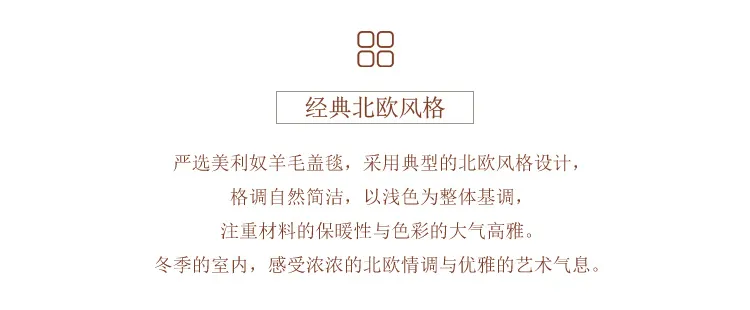 经典北欧风格
严选美利奴羊毛盖毯，采用典型的北欧风格设计，
格调自然简洁，以浅色为整体基调，
注重材料的保暖性与色彩的大气高雅。
冬季的室内，感受浓浓的北欧情调与优雅的艺术气息。